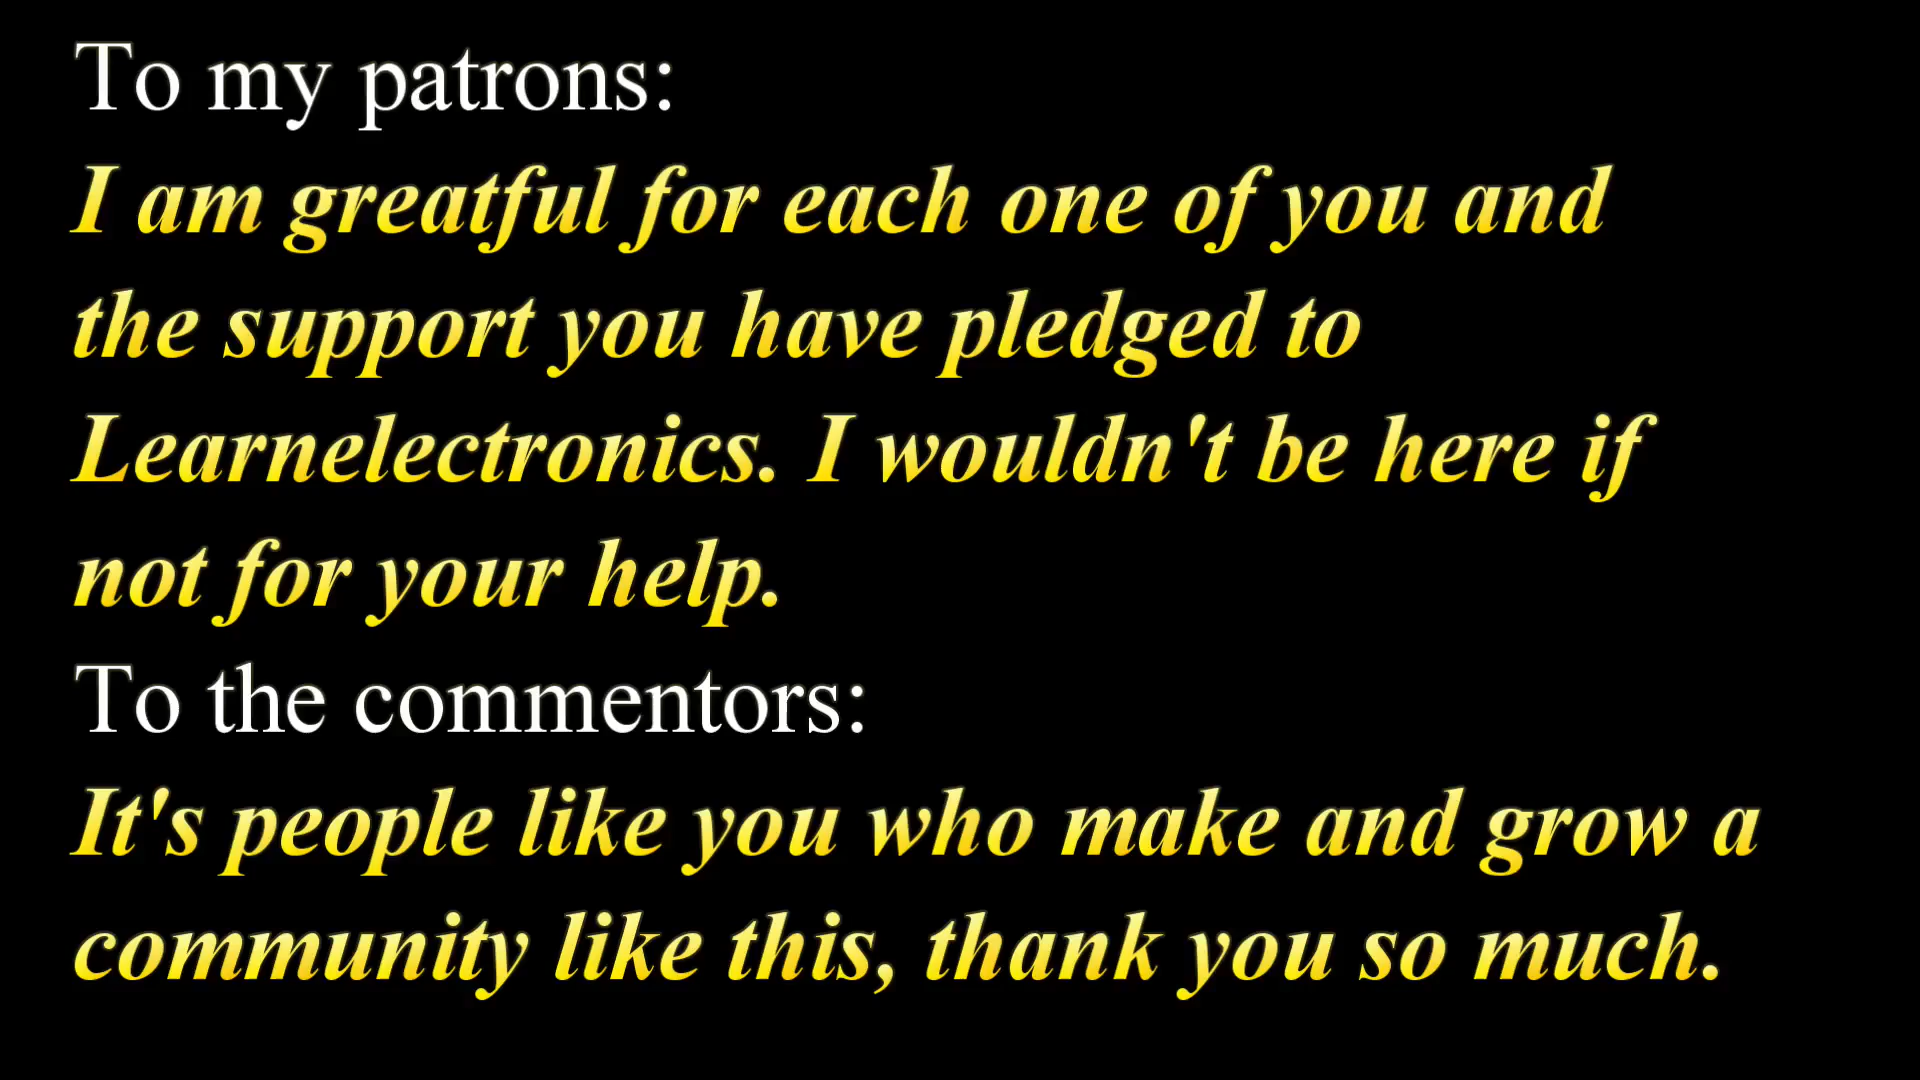 To my patrons:
I am greatful for each one of you and
the support you have pledged to
Learnelectronics. I wouldn't be here if
not for your help.
To the commentors:
It's people like you who make and grow a
community like this, thank you so much.